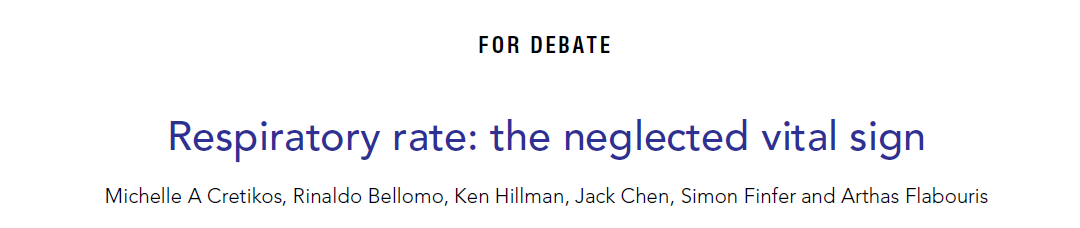 FOR DEBATE
Respiratory rate: the neglected vital sign
Michelle A Cretikos, Rinaldo Bellomo, Ken Hillman, Jack Chen, Simon Finfer and Arthas Flabouris